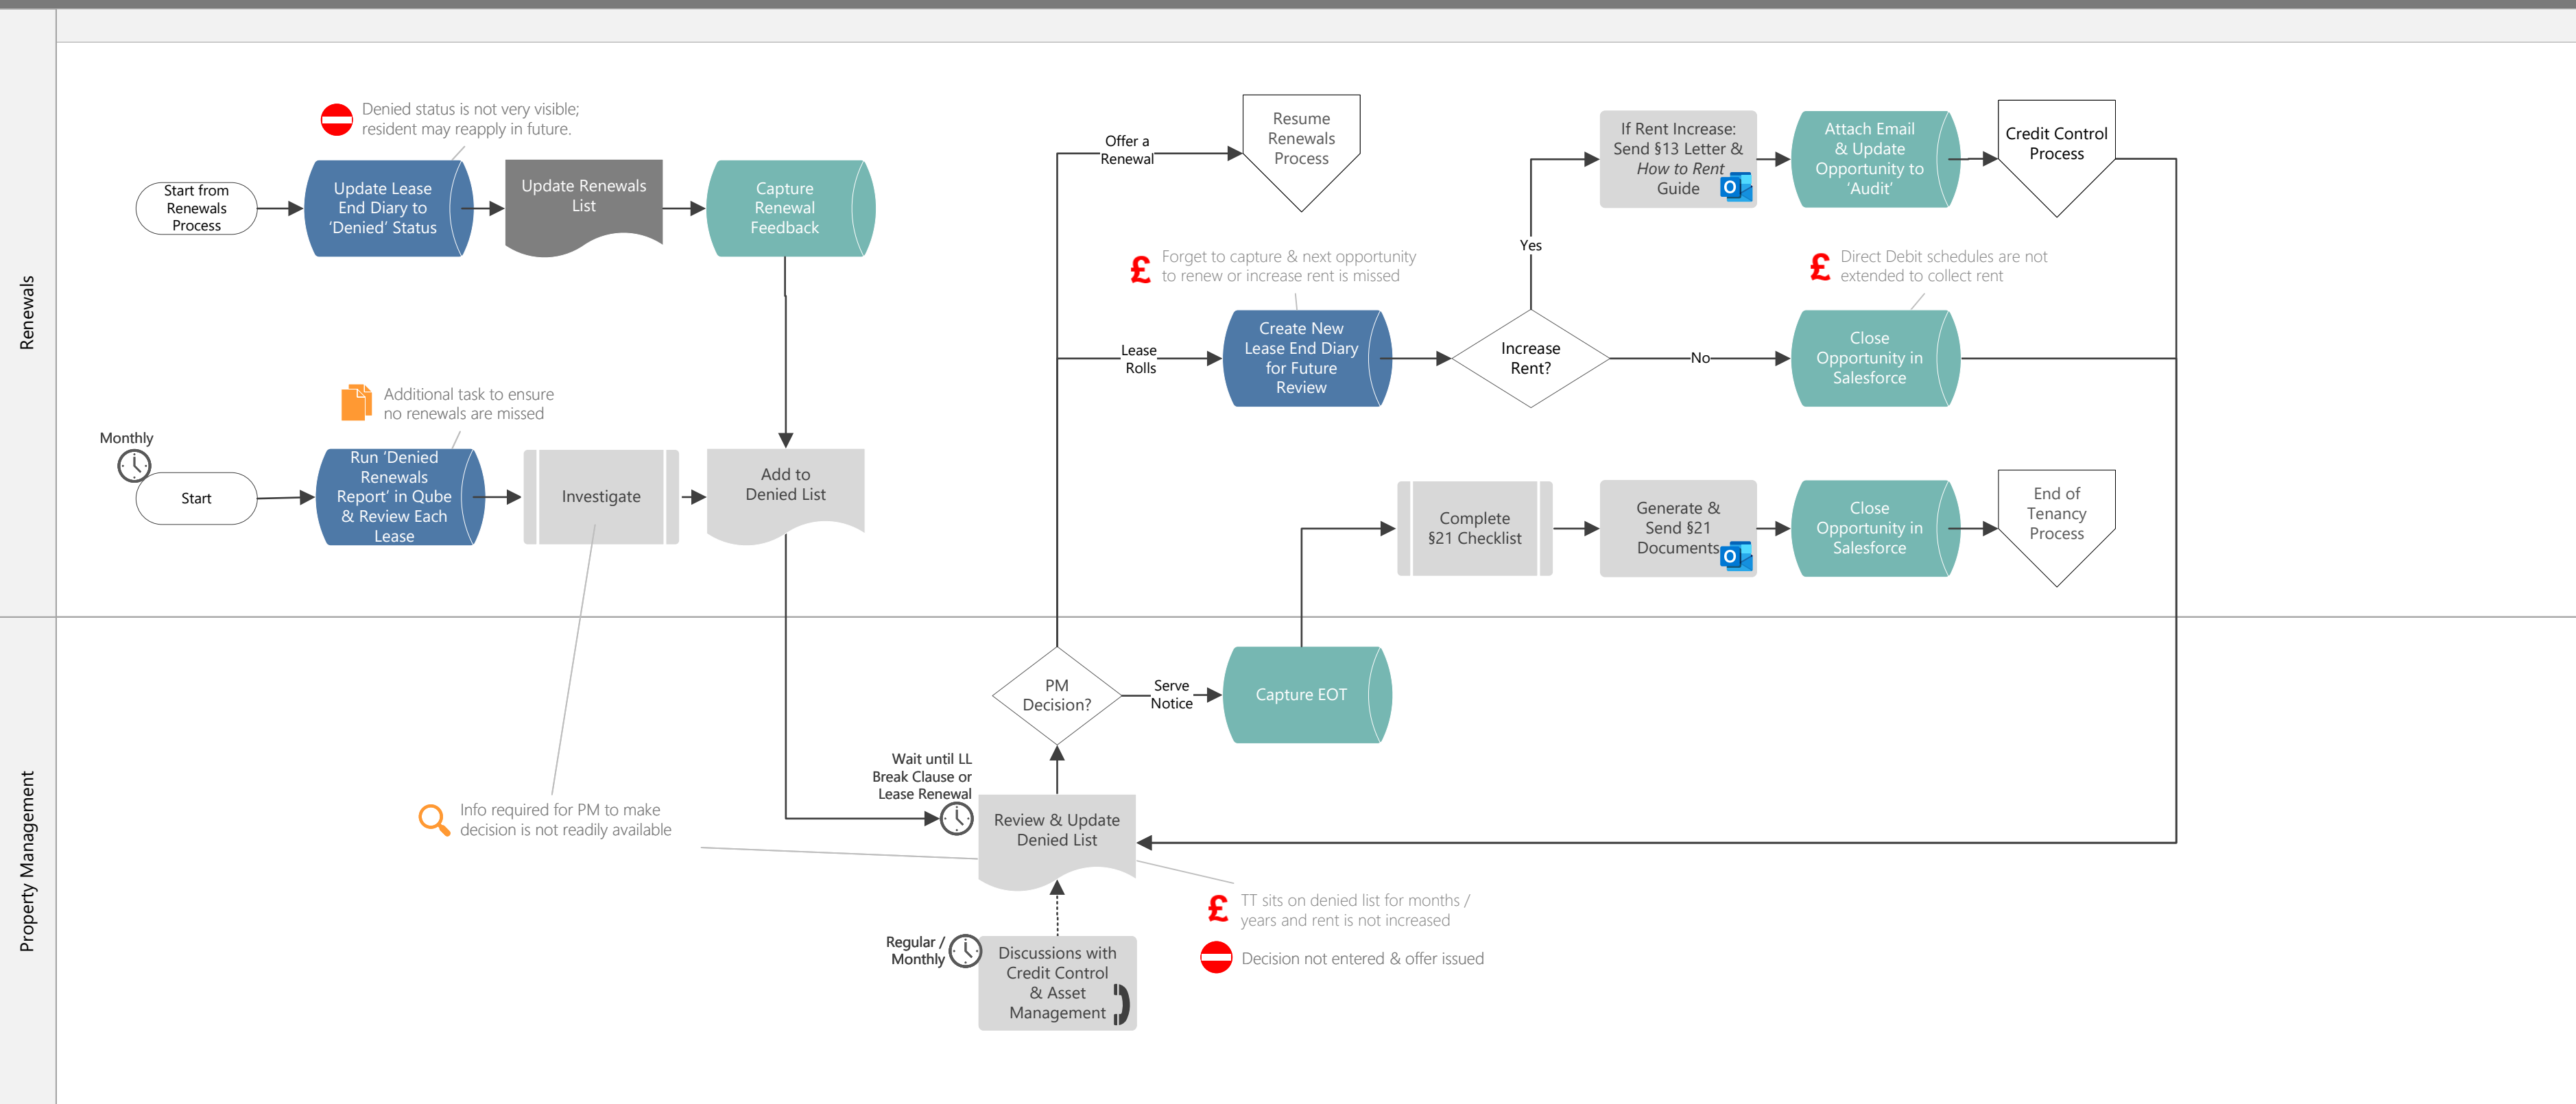 Renewals
Denied status is not very visible;
resident may reapply in future.
Start from
Renewals
Process
Update Lease
End Diary to
‘Denied’ Status
Update Renewals
List
Capture
Renewal
Feedback
Additional task to ensure
no renewals are missed
Monthly
Start
Run ‘Denied
Renewals
Report’ in Qube
& Review Each
Lease
Investigate
Add to
Denied List
Offer a
Renewal
Resume
Renewals
Process
If Rent Increase:
Send §13 Letter &
How to Rent
Guide
O
Attach Email
& Update
Opportunity to
‘Audit’
Credit Control
Process
Yes
£
Forget to capture & next opportunity
to renew or increase rent is missed
£
Direct Debit schedules are not
extended to collect rent
Lease
Rolls
Create New
Lease End Diary
for Future
Review
Increase
Rent?
No
Close
Opportunity in
Salesforce
Complete
§21 Checklist
Generate &
Send §21
Documents
O
Close
Opportunity in
Salesforce
End of
Tenancy
Process
Property Management
PM
Decision?
Serve
Notice
Capture EOT
Wait until LL
Break Clause or
Lease Renewal
Review & Update
Denied List
Info required for PM to make
decision is not readily available
£
TT sits on denied list for months /
years and rent is not increased
Decision not entered & offer issued
Regular /
Monthly
Discussions with
Credit Control
& Asset
Management